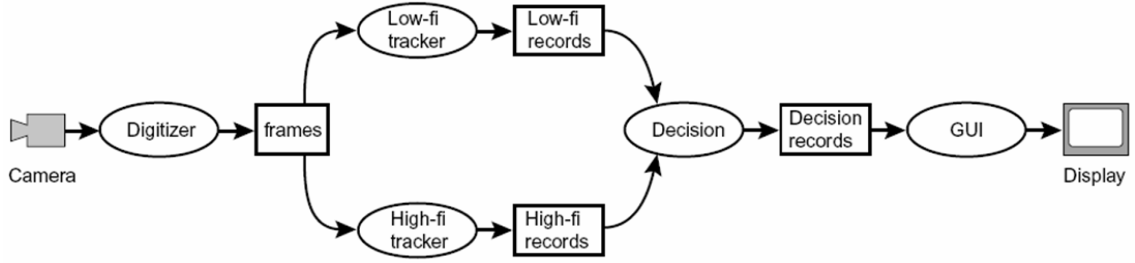 Low-fi
tracker
Low-fi
records
Camera
Digitizer
frames
Decision
Decision
records
GUI
Display
High-fi
tracker
High-fi
records